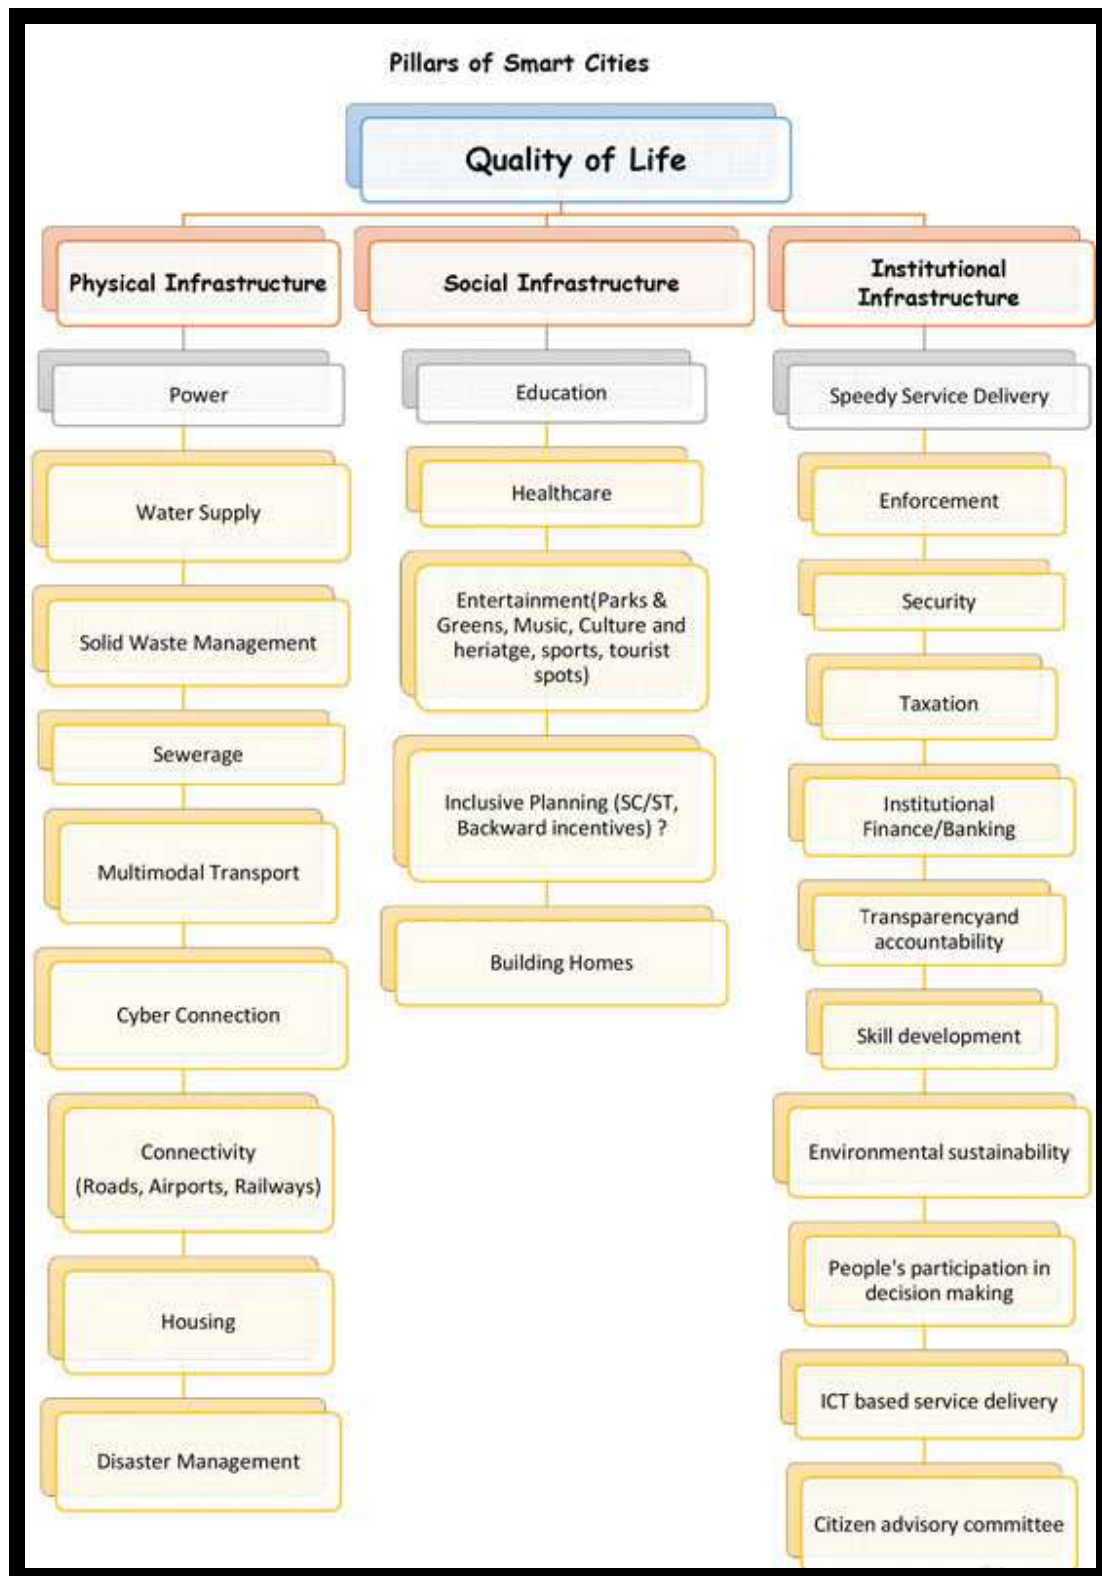 Pillars of Smart Cities
Quality of Life
Physical Infrastructure
Power
Water Supply
Solid Waste Management
Sewerage
Multimodal Transport
Cyber Connection
Connectivity
(Roads, Airports, Railways)
Housing
Disaster Management
Social Infrastructure
Education
Healthcare
Entertainment(Parks &
Greens, Music, Culture and
heriatge, sports, tourist
spots)
Inclusive Planning (SC/ST,
Backward incentives) ?
Building Homes
Institutional
Infrastructure
Speedy Service Delivery
Enforcement
Security
Taxation
Institutional
Finance/Banking
Transparencyand
accountability
Skill development
Environmental sustainability
People's participation in
decision making
ICT based service delivery
Citizen advisory committee